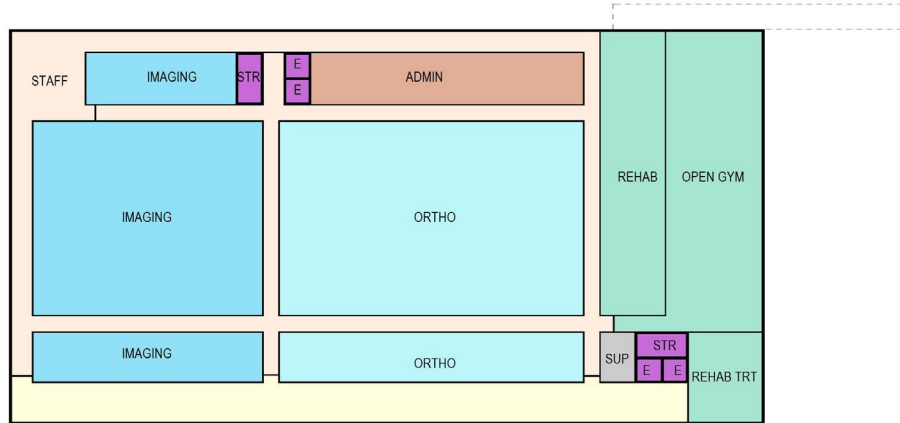 STAFF
IMAGING
STR
E
E
ADMIN
IMAGING
ORTHO
REHAB
OPEN GYM
IMAGING
ORTHO
SUP
STR
E
E
REHAB TRT